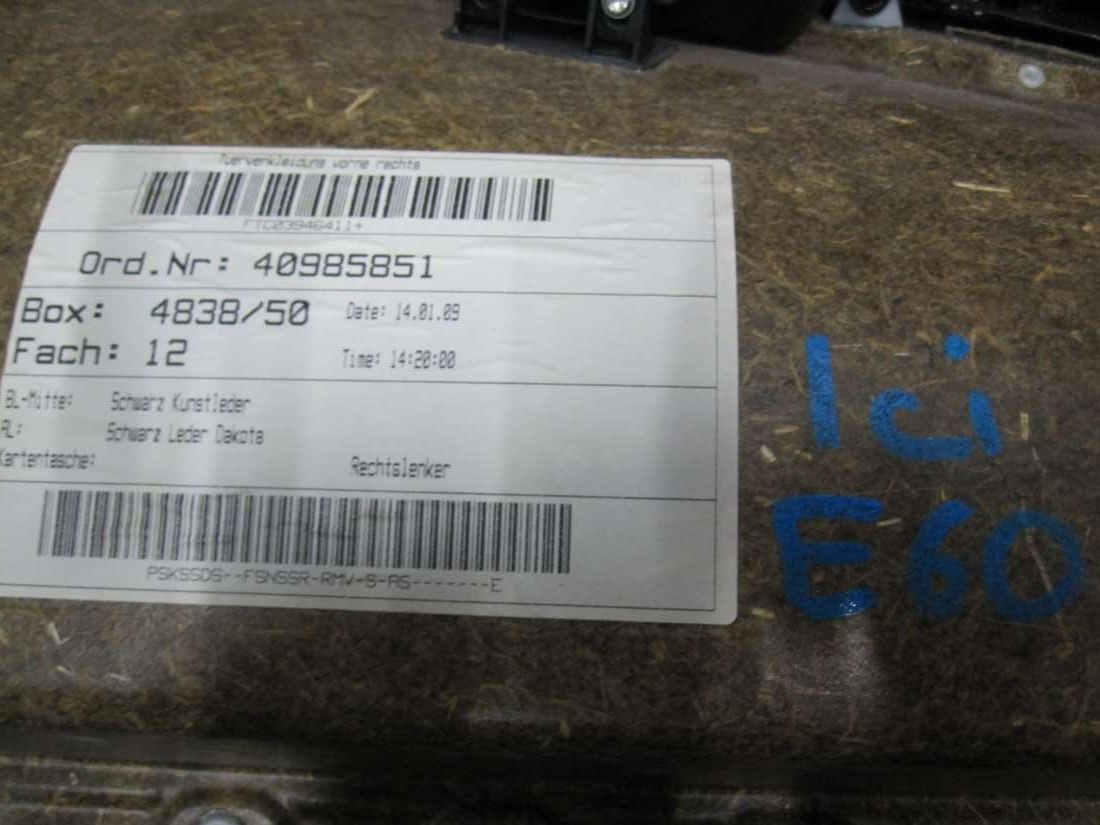 Tuerverkleidung vorne rechts
FTC03946411+
Ord.Nr: 40985851
Box: 4838/50 Date: 14.01.09
Fach: 12 Time: 14:20:00
BL-Mitte: Schwarz Kunstleder
AL: Schwarz Leder Dakota
Kartentasche: Rechtslenker
PSKSSDS--FSNSSR-RMV-S-AS-------E
lci
E60